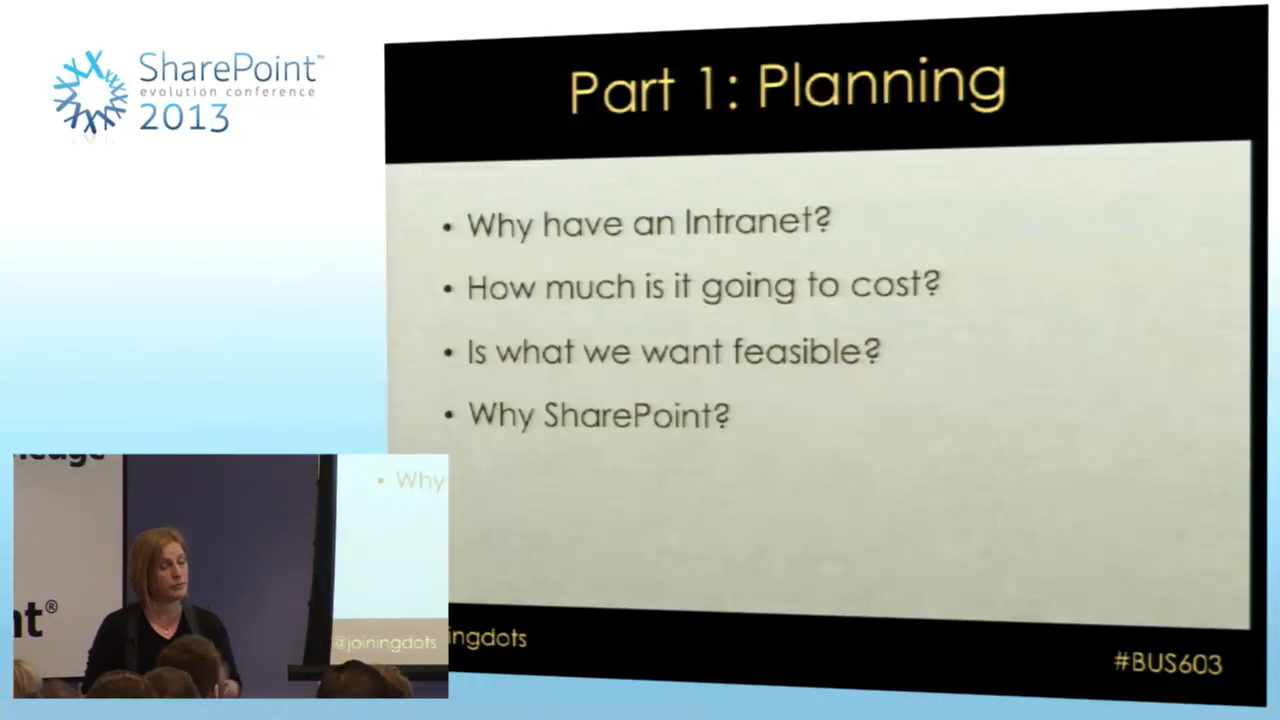 SharePoint™
evolution conference
2013
Part 1: Planning
• Why have an Intranet?
• How much is it going to cost?
• Is what we want feasible?
• Why SharePoint?
ingdots
#BUS603
• Why
@joiningdots